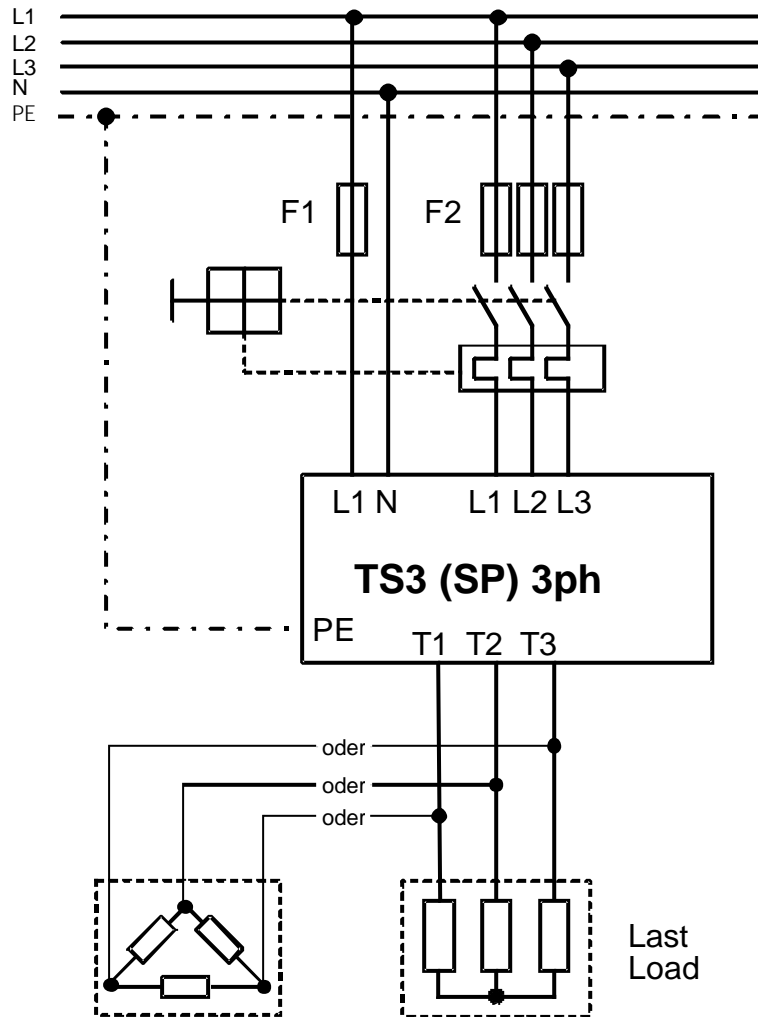 L1
L2
L3
N
PE
F1
F2
L1 N L1 L2 L3
TS3 (SP) 3ph
PE
T1 T2 T3
oder
oder
oder
Last
Load